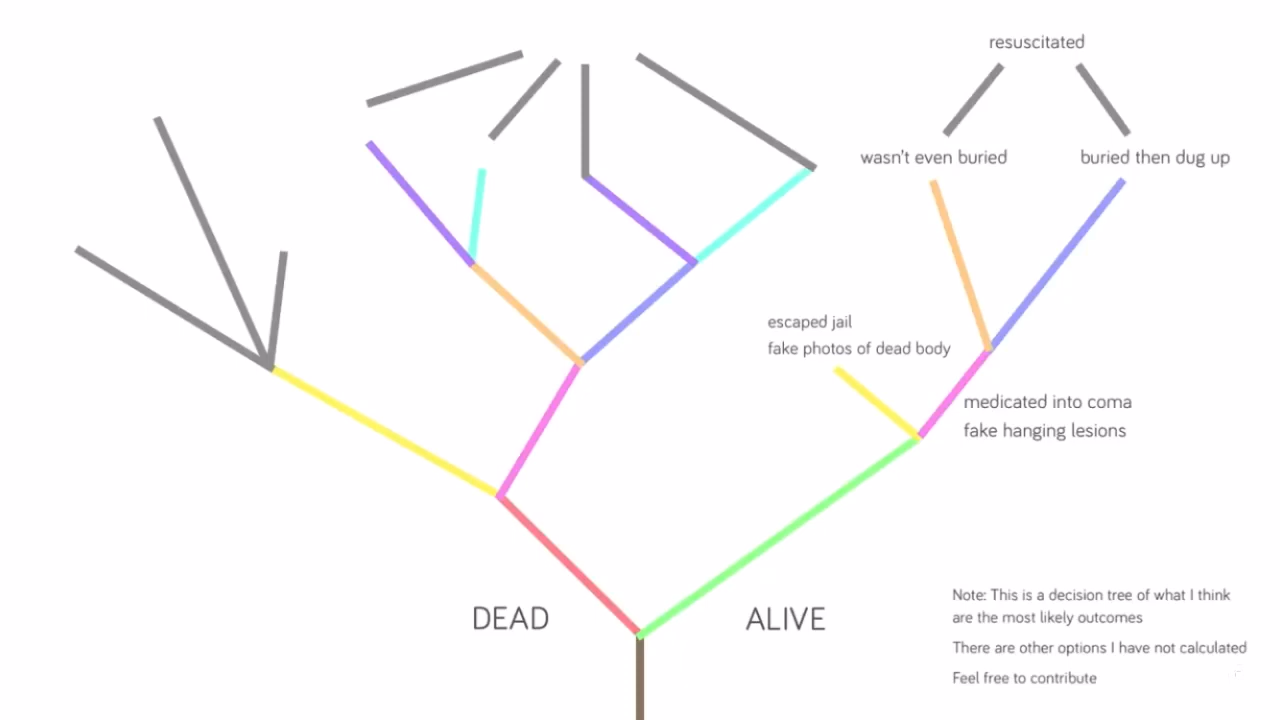 resuscitated
wasn't even buried
buried then dug up
escaped jail
fake photos of dead body
medicated into coma
fake hanging lesions
DEAD
ALIVE
Note: This is a decision tree of what I think
are the most likely outcomes
There are other options I have not calculated
Feel free to contribute